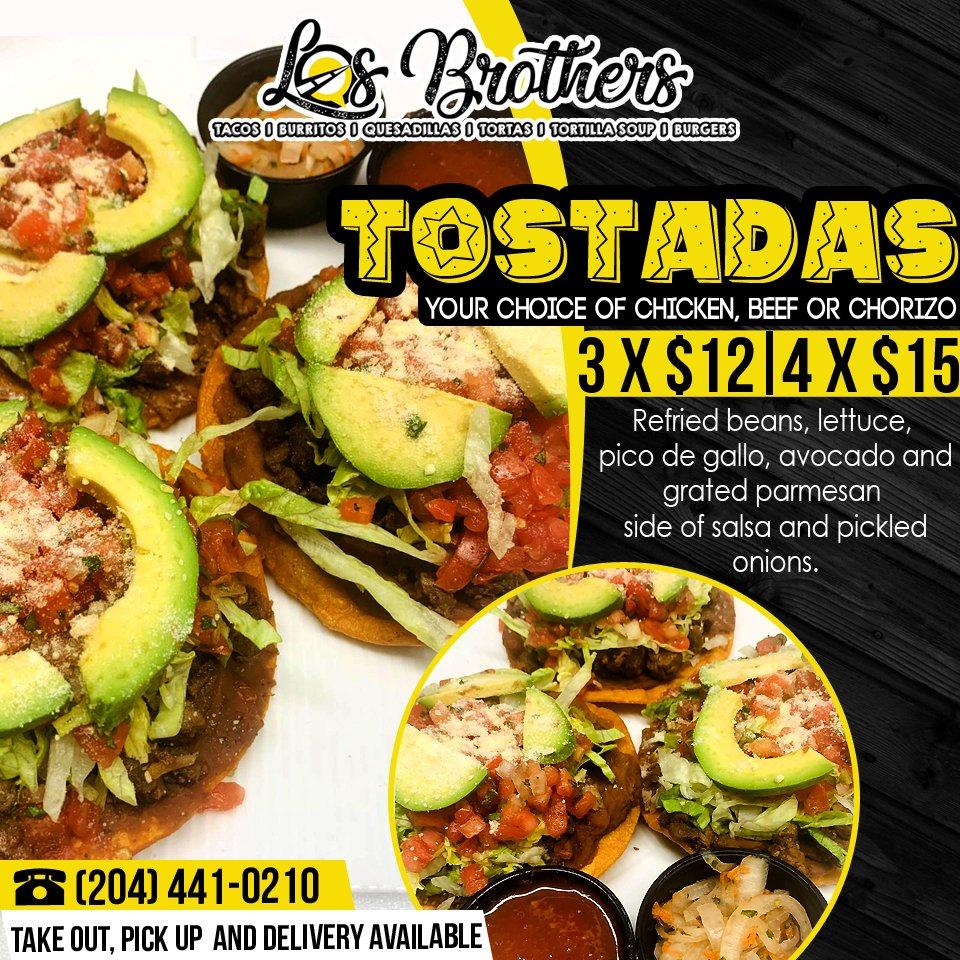 Los Brothers
TACOS | BURRITOS | QUESADILLAS | TORTAS | TORTILLA SOUP | BURGERS
TOSTADAS
YOUR CHOICE OF CHICKEN, BEEF OR CHORIZO
3 X $12|4 X $15
Refried beans, lettuce,
pico de gallo, avocado and
grated parmesan
side of salsa and pickled
onions.
(204) 441-0210
TAKE OUT, PICK UP AND DELIVERY AVAILABLE